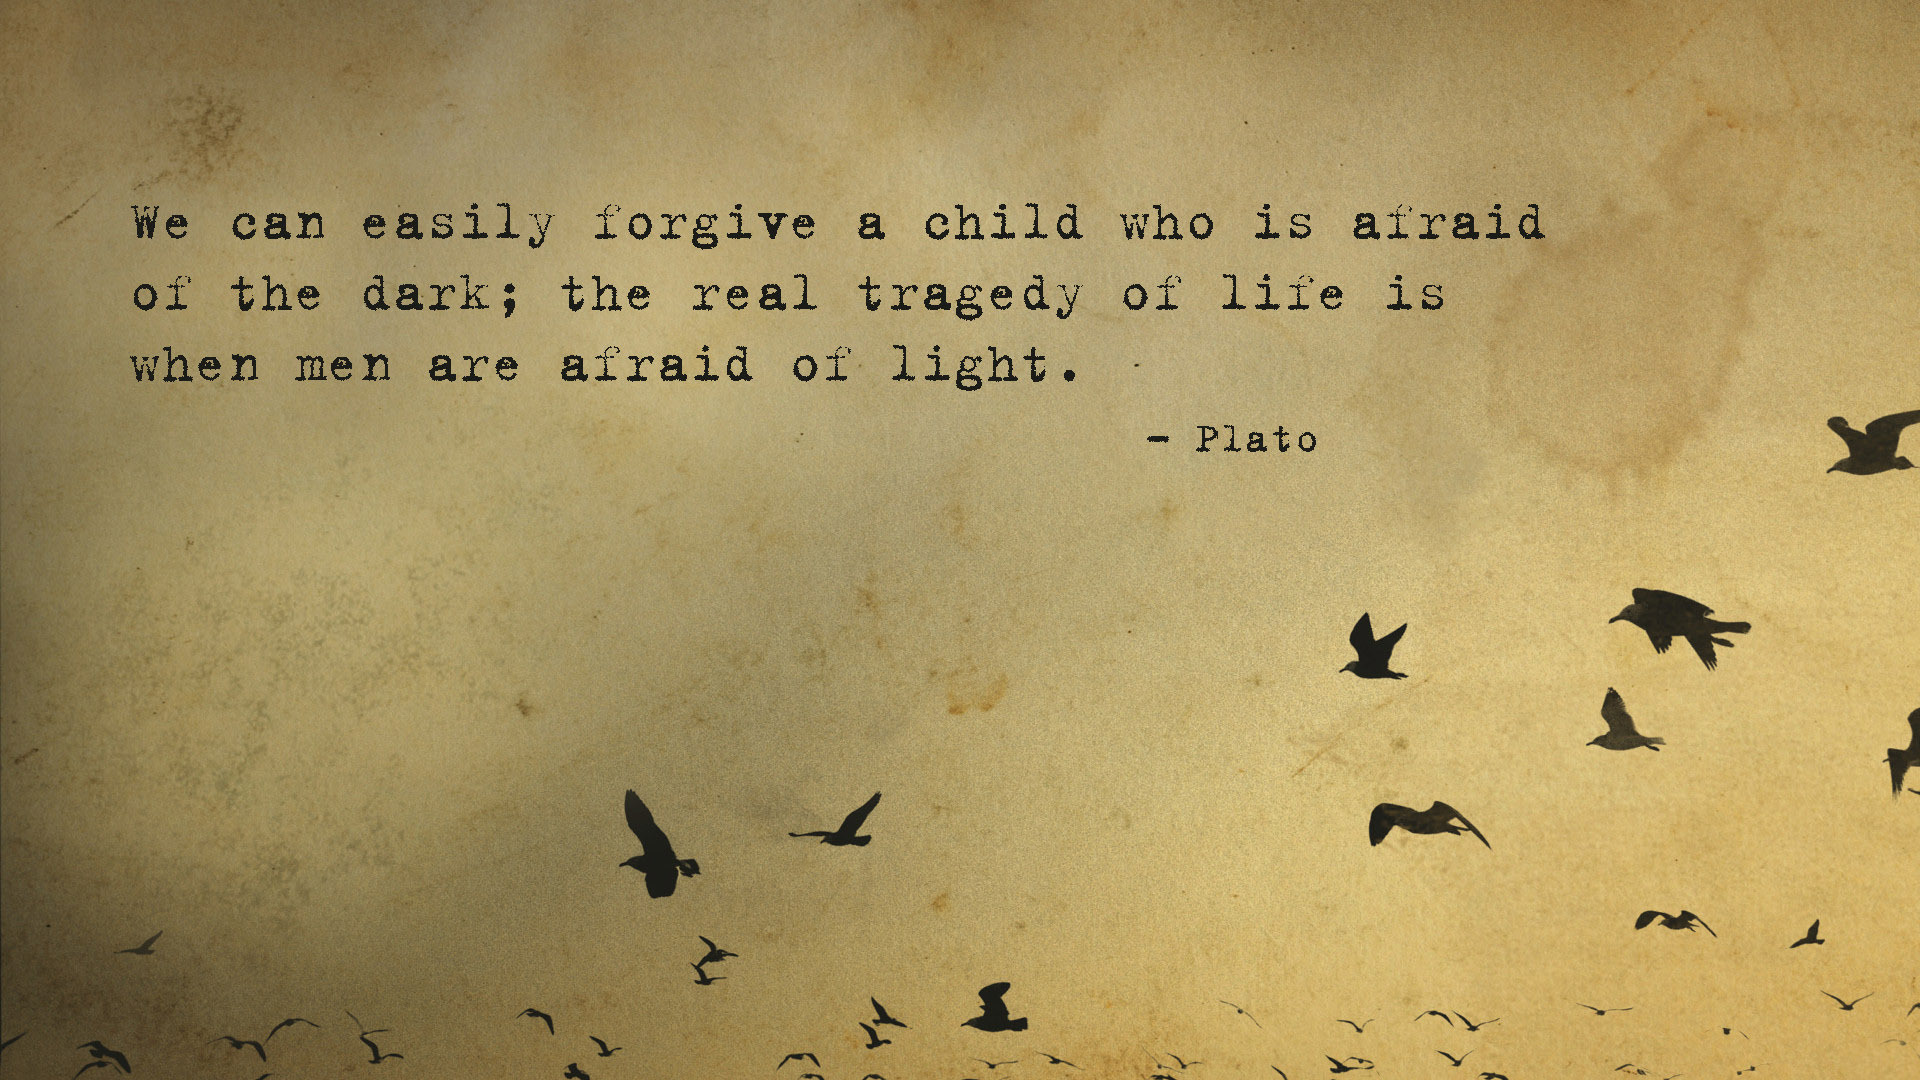 We can easily forgive a child who is afraid
of the dark; the real tragedy of life is
when men are afraid of light.
- Plato